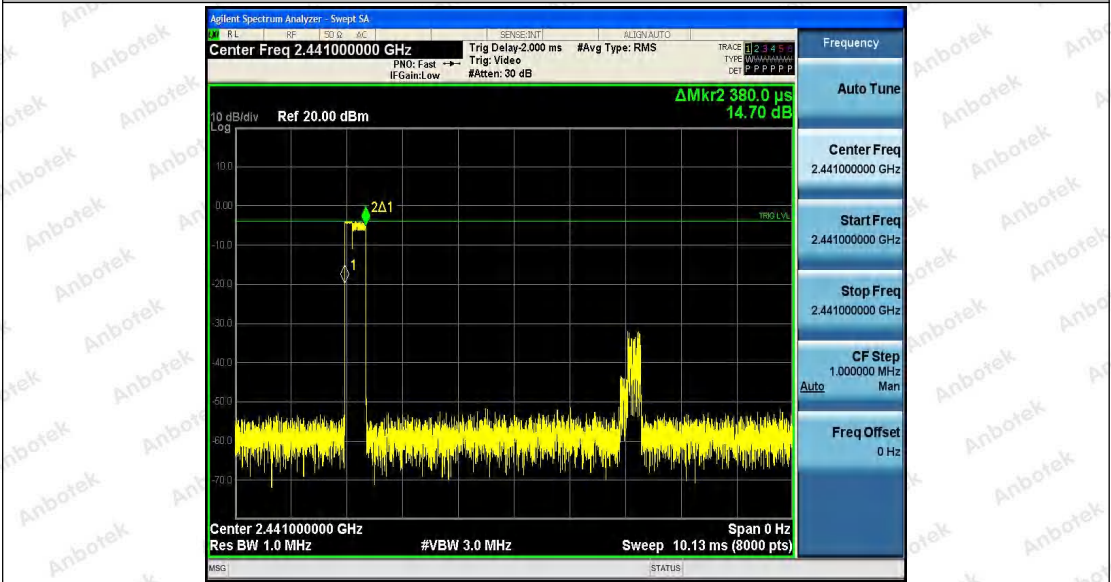 Agilent Spectrum Analyzer - Swept SA
RL RF 50 Ω AC SENSE:INT ALIGN AUTO
Center Freq 2.441000000 GHz
PNO: Fast
IFGain:Low
Trig Delay-2.000 ms
Trig: Video
#Atten: 30 dB
#Avg Type: RMS
TRACE 1 2 3 4 5 6
TYPE
DET P P P P P P
ΔMkr2 380.0 µs
14.70 dB
10 dB/div
Log
Ref 20.00 dBm
10.0
0.00
-10.0
-20.0
-30.0
-40.0
-50.0
-60.0
-70.0
2Δ1
1
TRIG LVL
Center 2.441000000 GHz
Span 0 Hz
Res BW 1.0 MHz
#VBW 3.0 MHz
Sweep 10.13 ms (8000 pts)
MSG
STATUS
Frequency
Auto Tune
Center Freq
2.441000000 GHz
Start Freq
2.441000000 GHz
Stop Freq
2.441000000 GHz
CF Step
1.000000 MHz
Auto Man
Freq Offset
0 Hz
Anbotek